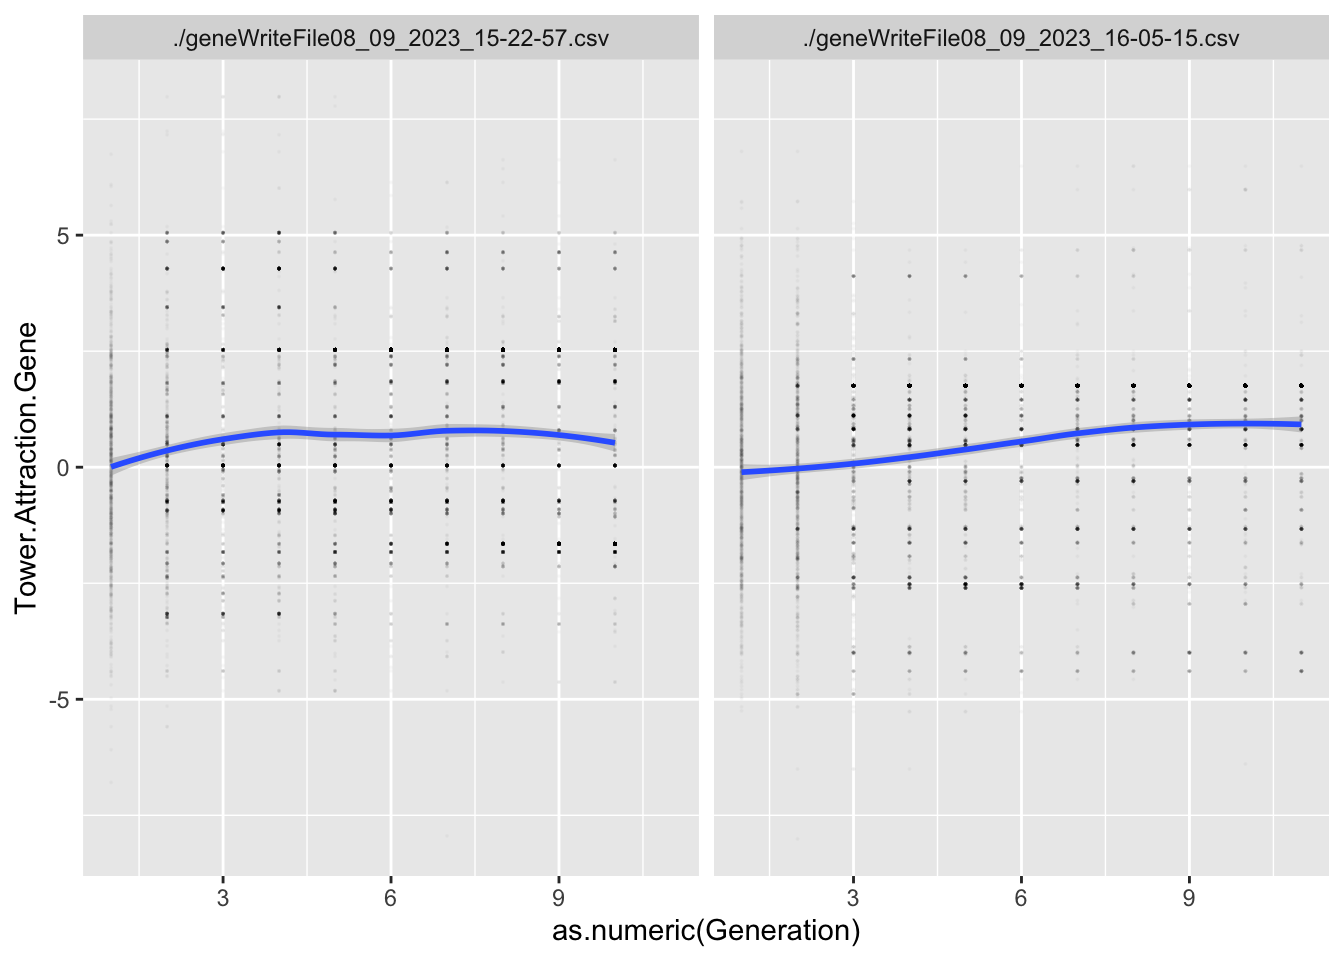 ./geneWriteFile08_09_2023_15-22-57.csv
./geneWriteFile08_09_2023_16-05-15.csv
Tower.Attraction.Gene
5
0
-5
3
6
9
3
6
9
as.numeric(Generation)